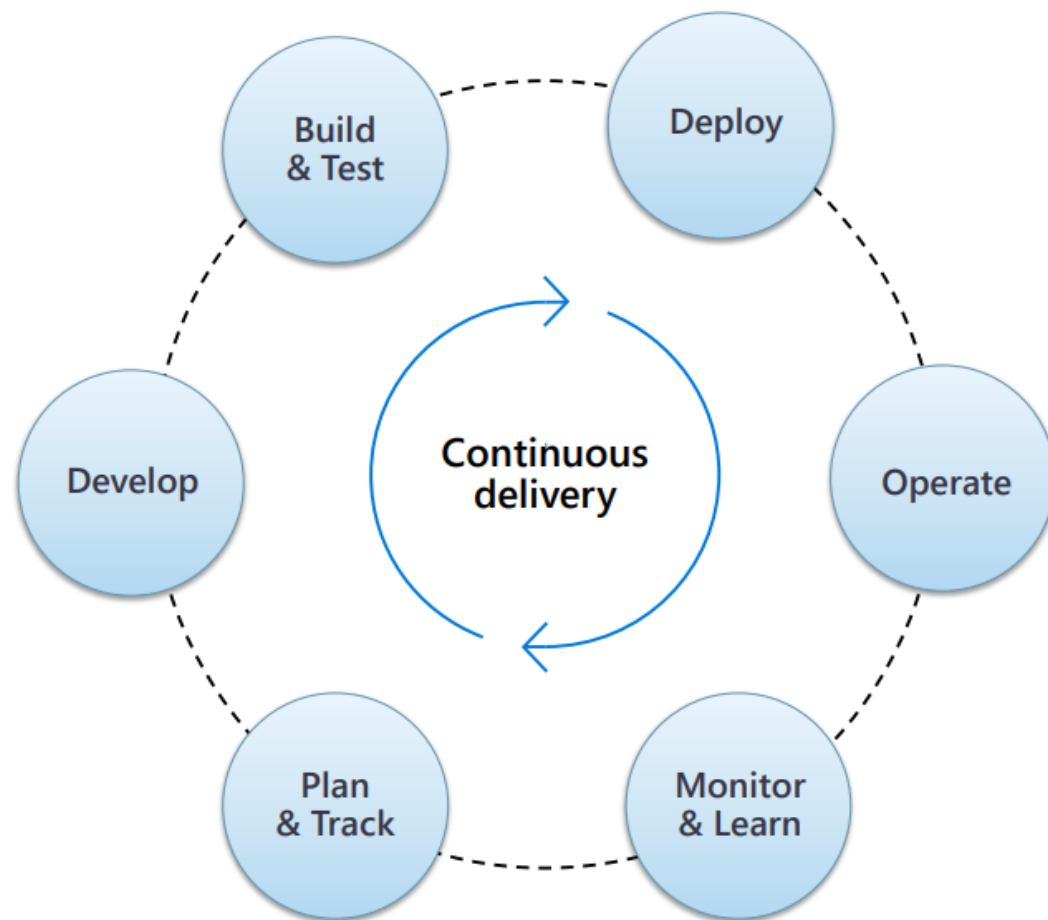 Build
& Test
Deploy
Develop
Continuous
delivery
Operate
Plan
& Track
Monitor
& Learn